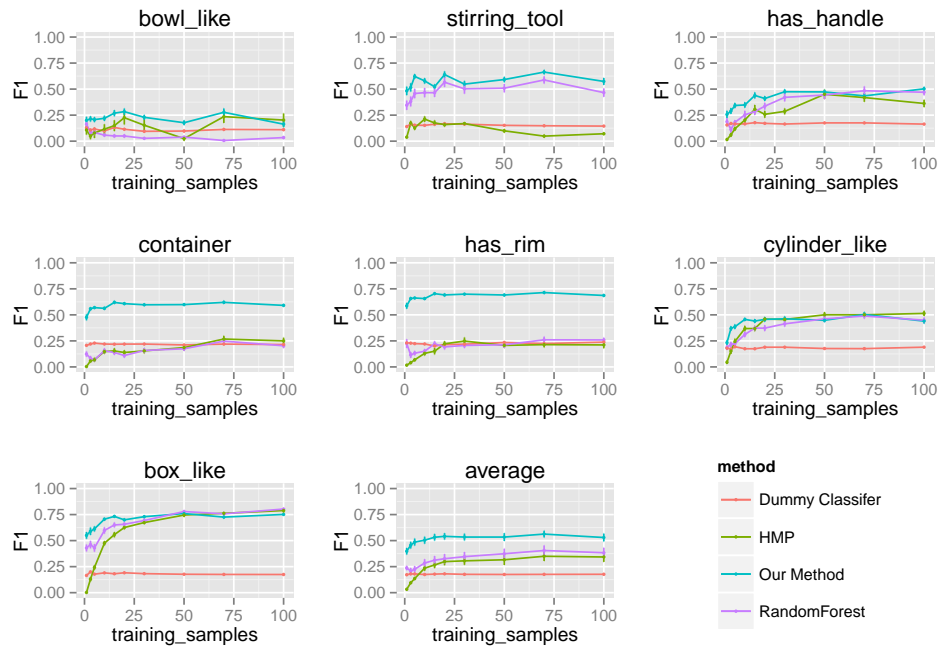 bowl_like
stirring_tool
has_handle
1.00
0.75
0.50
0.25
0.00
F1
0
25
50
75
100
training_samples
1.00
0.75
0.50
0.25
0.00
F1
0
25
50
75
100
training_samples
1.00
0.75
0.50
0.25
0.00
F1
0
25
50
75
100
training_samples
container
has_rim
cylinder_like
1.00
0.75
0.50
0.25
0.00
F1
0
25
50
75
100
training_samples
1.00
0.75
0.50
0.25
0.00
F1
0
25
50
75
100
training_samples
1.00
0.75
0.50
0.25
0.00
F1
0
25
50
75
100
training_samples
box_like
average
1.00
0.75
0.50
0.25
0.00
F1
0
25
50
75
100
training_samples
1.00
0.75
0.50
0.25
0.00
F1
0
25
50
75
100
training_samples
method
Dummy Classifer
HMP
Our Method
RandomForest